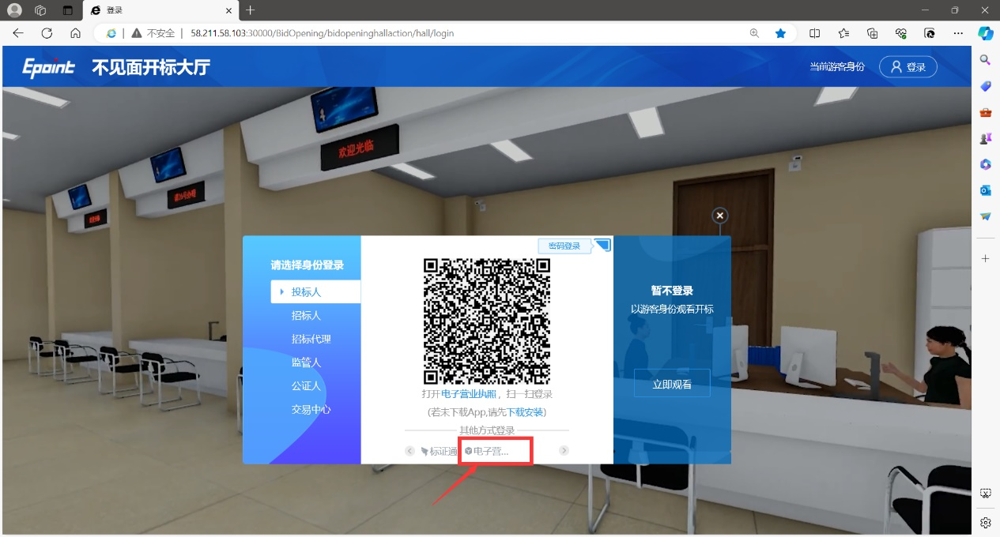 登录
不安全
58.211.58.103:30000/BidOpening/bidopeninghallaction/hall/login
Epoint 不见面开标大厅
当前游客身份
登录
欢迎光临
密码登录
请选择身份登录
投标人
招标人
招标代理
监管人
公证人
交易中心
打开电子营业执照，扫一扫登录
(若未下载App,请先下载安装)
其他方式登录
标证通
电子营...
暂不登录
以游客身份观看开标
立即观看